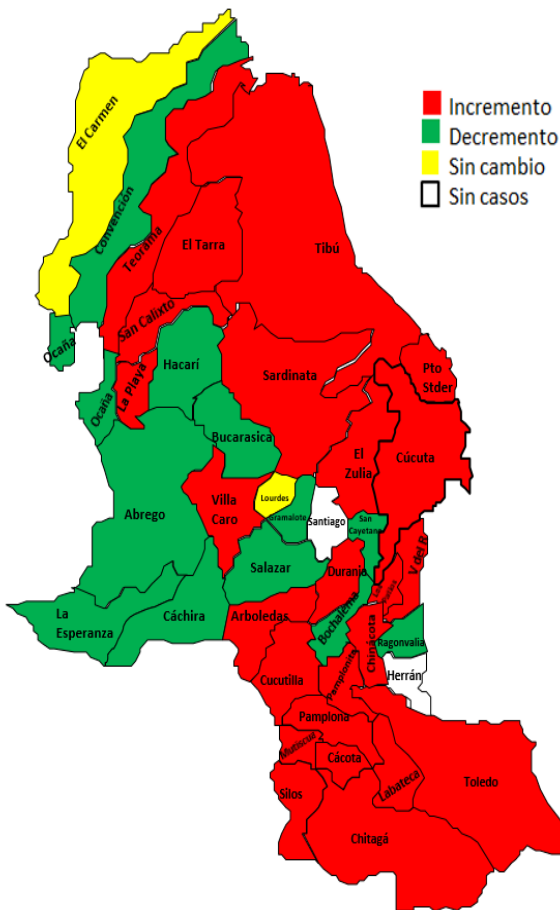 Incremento
Decremento
Sin cambio
Sin casos
El Carmen
Convención
Teorama
El Tarra
Tibú
San Calixto
Ocaña
La Playa
Hacarí
Sardinata
Pto
Stder
Ocaña
Bucarasica
El
Zulia
Cúcuta
Abrego
Villa
Caro
Lourdes
Gramalote
Santiago
San
Cayetano
V del R
Salazar
Durania
Los
Patios
La
Esperanza
Cáchira
Arboledas
Bochalema
Chinácota
Ragonvalia
Herrán
Cucutilla
Pamplonita
Pamplona
Mutiscua
Cácota
Labateca
Toledo
Silos
Chitagá